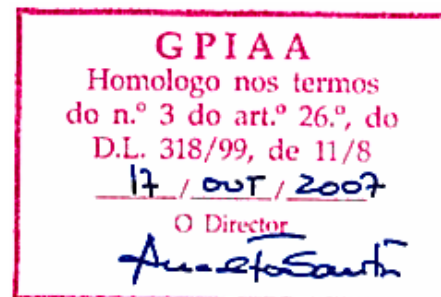 GPIAA
Homologo nos termos
do n.º 3 do art.º 26.º, do
D.L. 318/99, de 11/8
17 / OUT / 2007
O Director